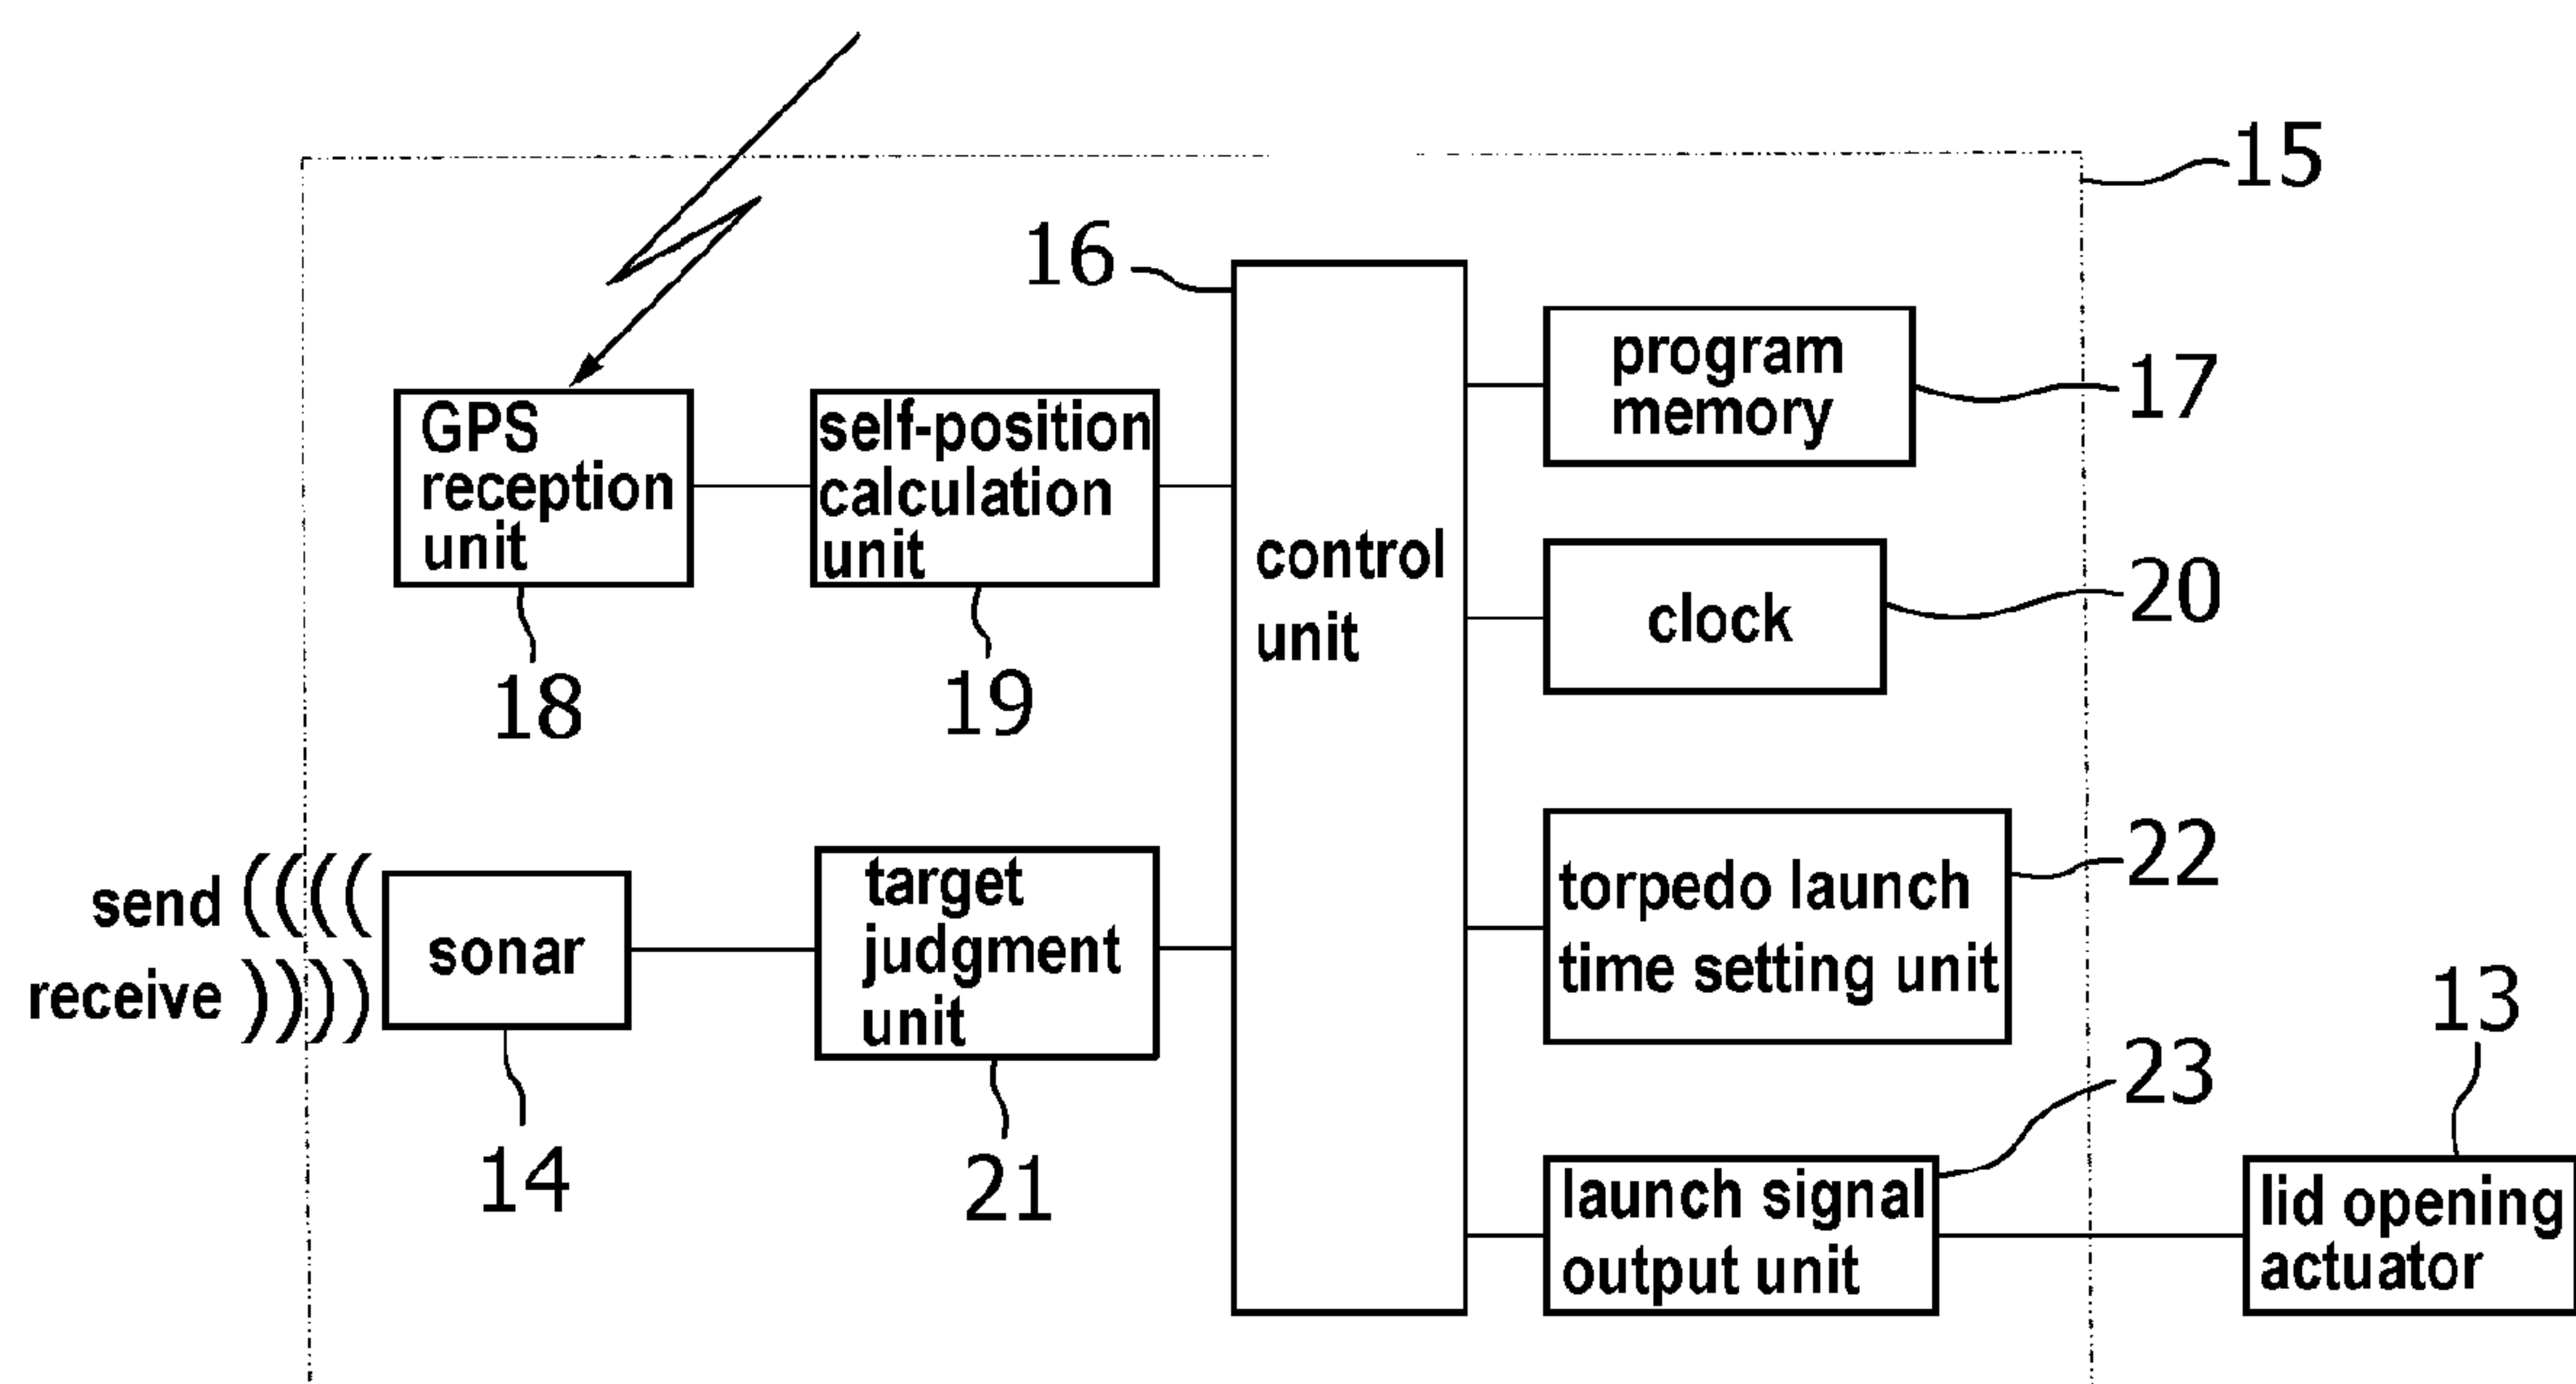 15
16
program
memory
17
GPS
reception
unit
self-position
calculation
unit
18
19
control
unit
clock
20
send
receive
sonar
14
target
judgment
unit
21
torpedo launch
time setting unit
22
launch signal
output unit
23
13
lid opening
actuator